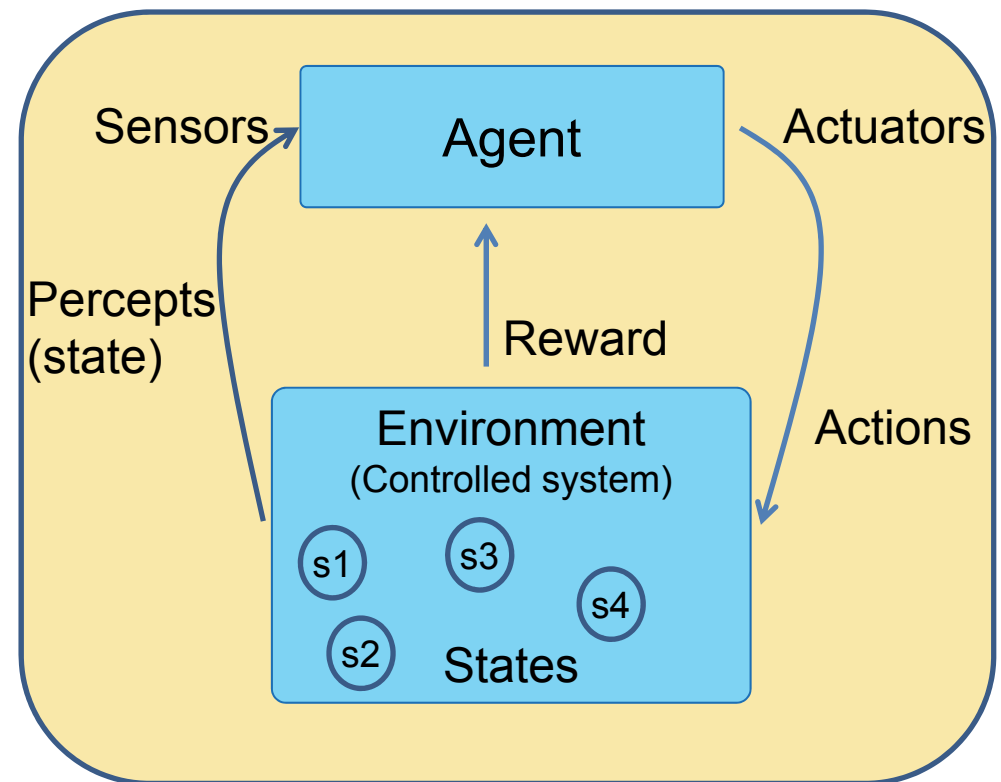 Sensors
Agent
Actuators
Percepts
(state)
Reward
Actions
Environment
(Controlled system)
s1
s3
s4
s2
States